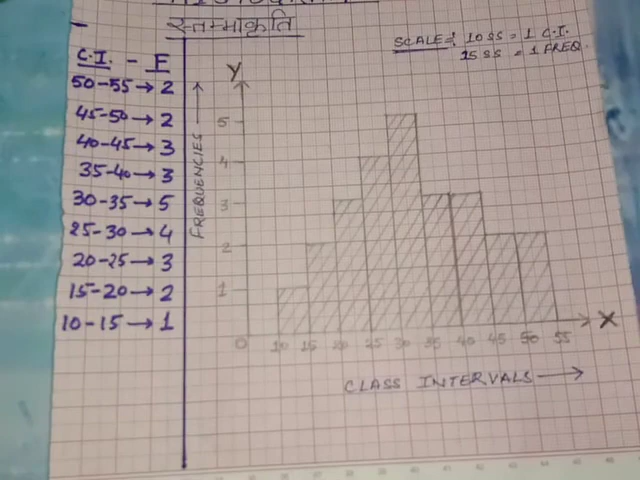 स्तम्भाकृति
SCALE: 10 SS = 1 C.I.
15 SS = 1 FREQ.
C.I. - F
50-55→2
45-50→2
40-45→3
35-40→3
30-35→5
25-30→4
20-25→3
15-20→2
10-15→1
Y
FREQUENCIES →
5
4
3
2
1
0 10 15 20 25 30 35 40 45 50 55
X
CLASS INTERVALS →